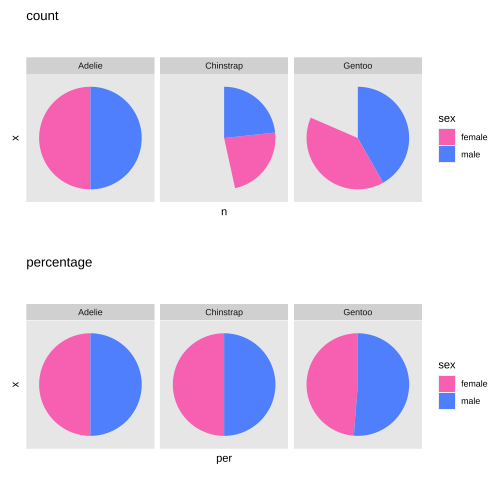 count
Adelie
Chinstrap
Gentoo
x
n
sex
female
male
percentage
Adelie
Chinstrap
Gentoo
x
per
sex
female
male